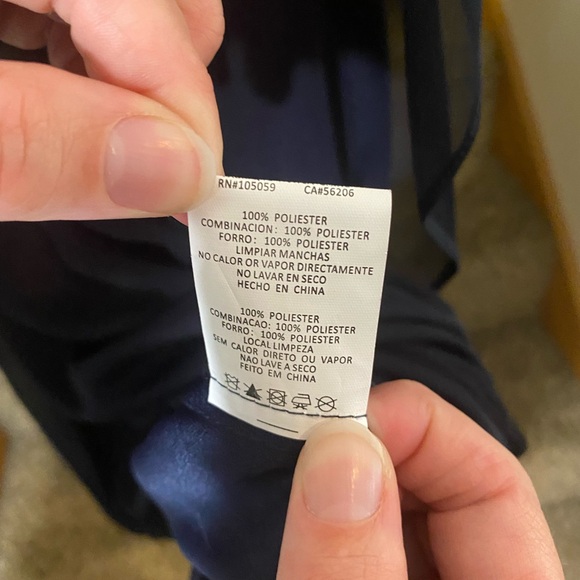 RN#105059 CA#56206
100% POLIESTER
COMBINACION: 100% POLIESTER
FORRO: 100% POLIESTER
LIMPIAR MANCHAS
NO CALOR OR VAPOR DIRECTAMENTE
NO LAVAR EN SECO
HECHO EN CHINA
100% POLIESTER
COMBINACAO: 100% POLIESTER
FORRO: 100% POLIESTER
LOCAL LIMPEZA
SEM CALOR DIRETO OU VAPOR
NAO LAVE A SECO
FEITO EM CHINA